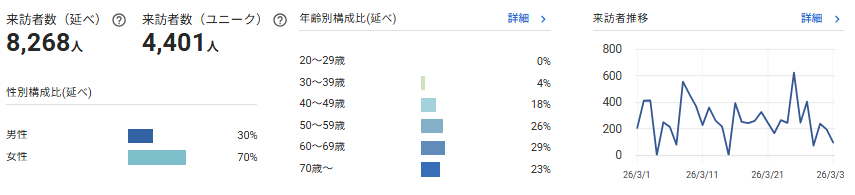 来訪者数（延べ）
8,268人
来訪者数（ユニーク）
4,401人
性別構成比(延べ)
男性 30%
女性 70%
年齢別構成比(延べ) 詳細
20〜29歳 0%
30〜39歳 4%
40〜49歳 18%
50〜59歳 26%
60〜69歳 29%
70歳〜 23%
来訪者推移 詳細
800
600
400
200
0
26/3/1 26/3/11 26/3/21 26/3/3